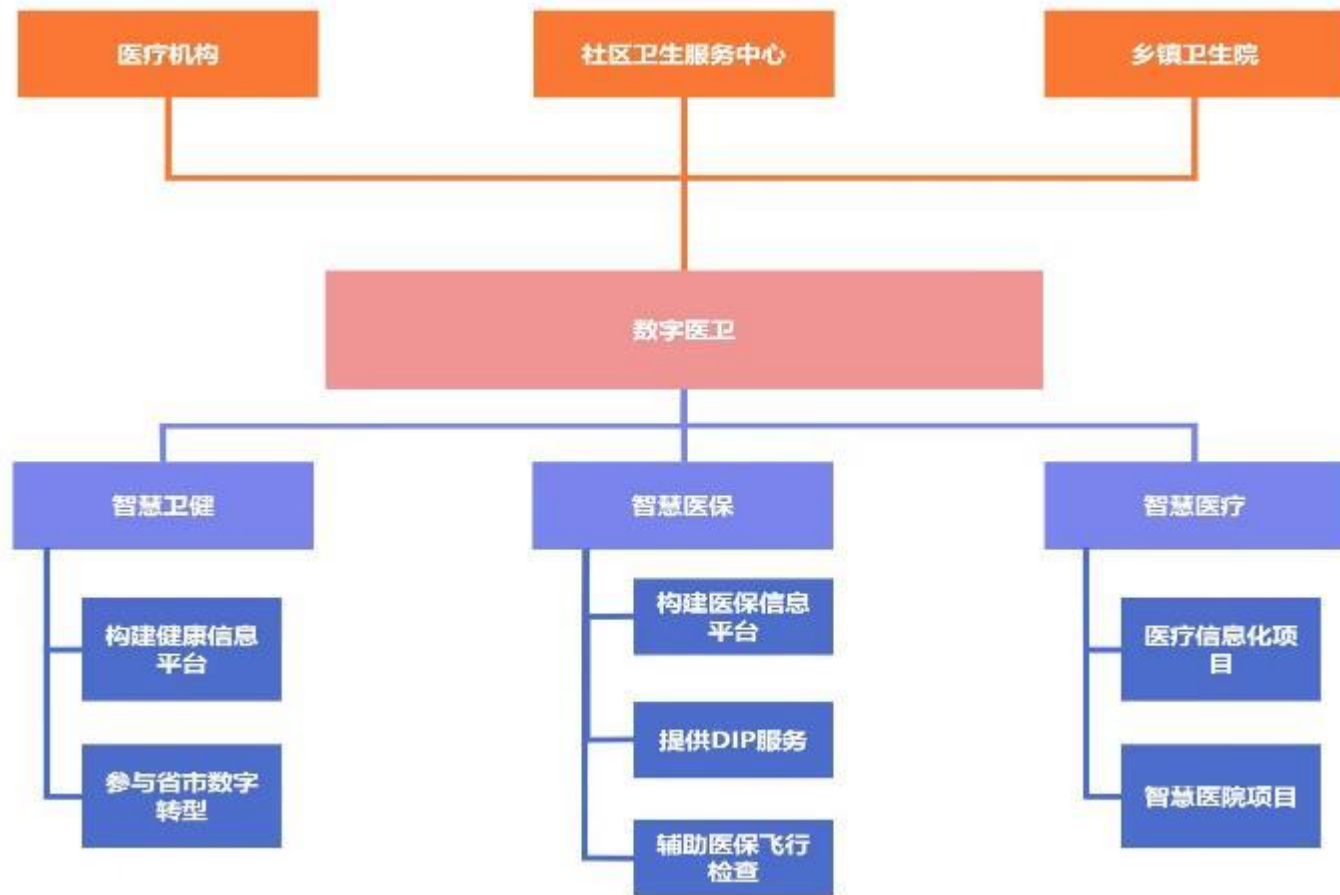 医疗机构
社区卫生服务中心
乡镇卫生院
数字医卫
智慧卫健
智慧医保
智慧医疗
构建健康信息
平台
参与省市数字
转型
构建医保信息
平台
提供DIP服务
辅助医保飞行
检查
医疗信息化项
目
智慧医院项目